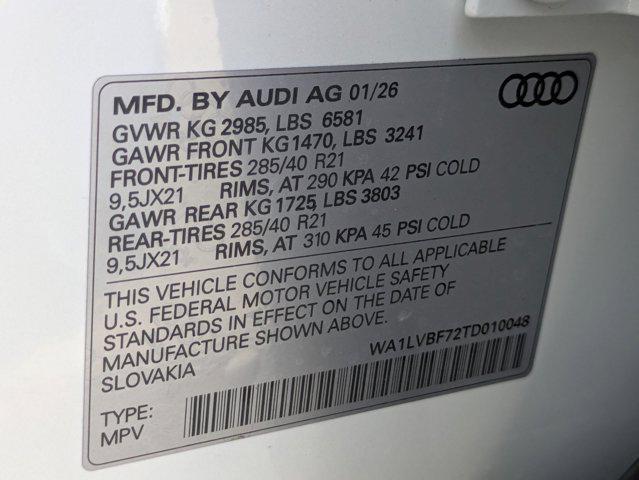 MFD. BY AUDI AG 01/26
GVWR KG 2985, LBS 6581
GAWR FRONT KG1470, LBS 3241
FRONT-TIRES 285/40 R21
9,5JX21 RIMS, AT 290 KPA 42 PSI COLD
GAWR REAR KG 1725, LBS 3803
REAR-TIRES 285/40 R21
9,5JX21 RIMS, AT 310 KPA 45 PSI COLD
THIS VEHICLE CONFORMS TO ALL APPLICABLE
U.S. FEDERAL MOTOR VEHICLE SAFETY
STANDARDS IN EFFECT ON THE DATE OF
MANUFACTURE SHOWN ABOVE.
SLOVAKIA
WA1LVBF72TD010048
TYPE:
MPV